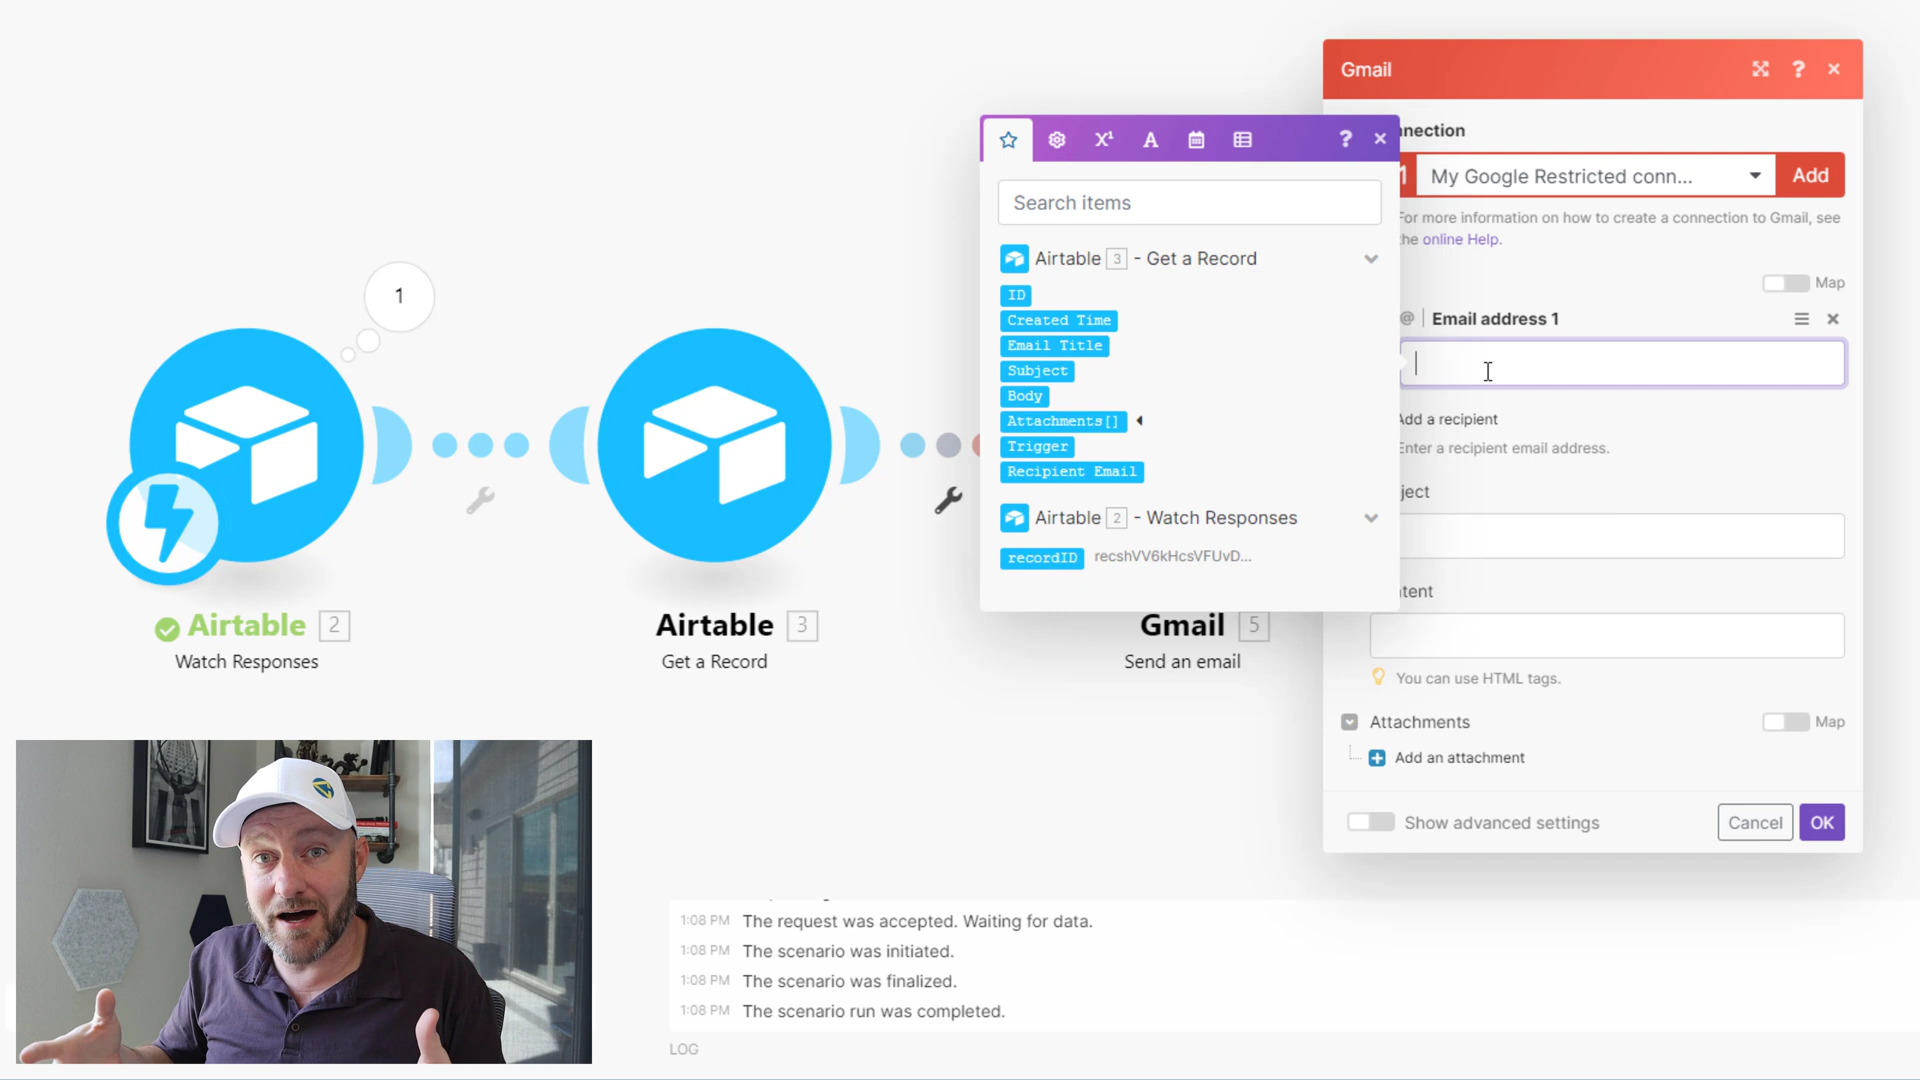 Gmail
?
nnection
My Google Restricted conn...
Add
For more information on how to create a connection to Gmail, see
the online Help.
Map
@ Email address 1
Add a recipient
Enter a recipient email address.
ject
tent
You can use HTML tags.
Attachments
Map
Add an attachment
Show advanced settings
Cancel
OK
X¹
A
?
Search items
Airtable 3 - Get a Record
ID
Created Time
Email Title
Subject
Body
Attachments[]
Trigger
Recipient Email
Airtable 2 - Watch Responses
recordID recshVV6kHcsVFUvD...
1
Airtable 2
Watch Responses
Airtable 3
Get a Record
Gmail 5
Send an email
1:08 PM The request was accepted. Waiting for data.
1:08 PM The scenario was initiated.
1:08 PM The scenario was finalized.
1:08 PM The scenario run was completed.
LOG